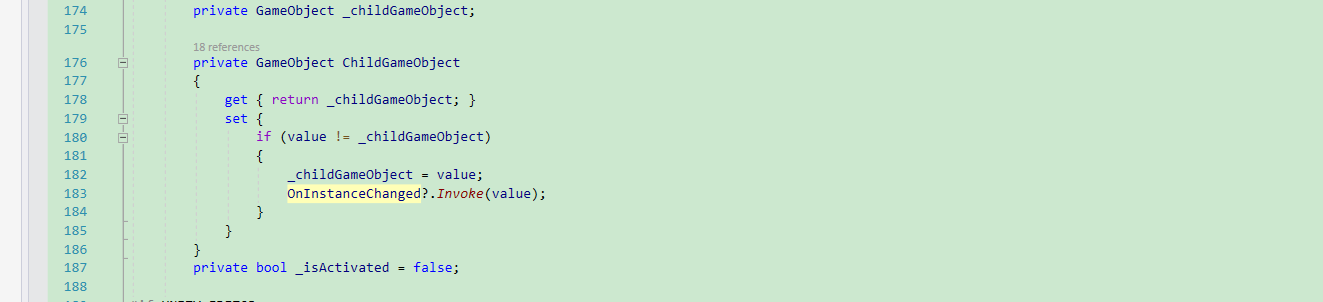 174 private GameObject _childGameObject;
175
18 references
176 private GameObject ChildGameObject
177 {
178 get { return _childGameObject; }
179 set {
180 if (value != _childGameObject)
181 {
182 _childGameObject = value;
183 OnInstanceChanged?.Invoke(value);
184 }
185 }
186 }
187 private bool _isActivated = false;
188